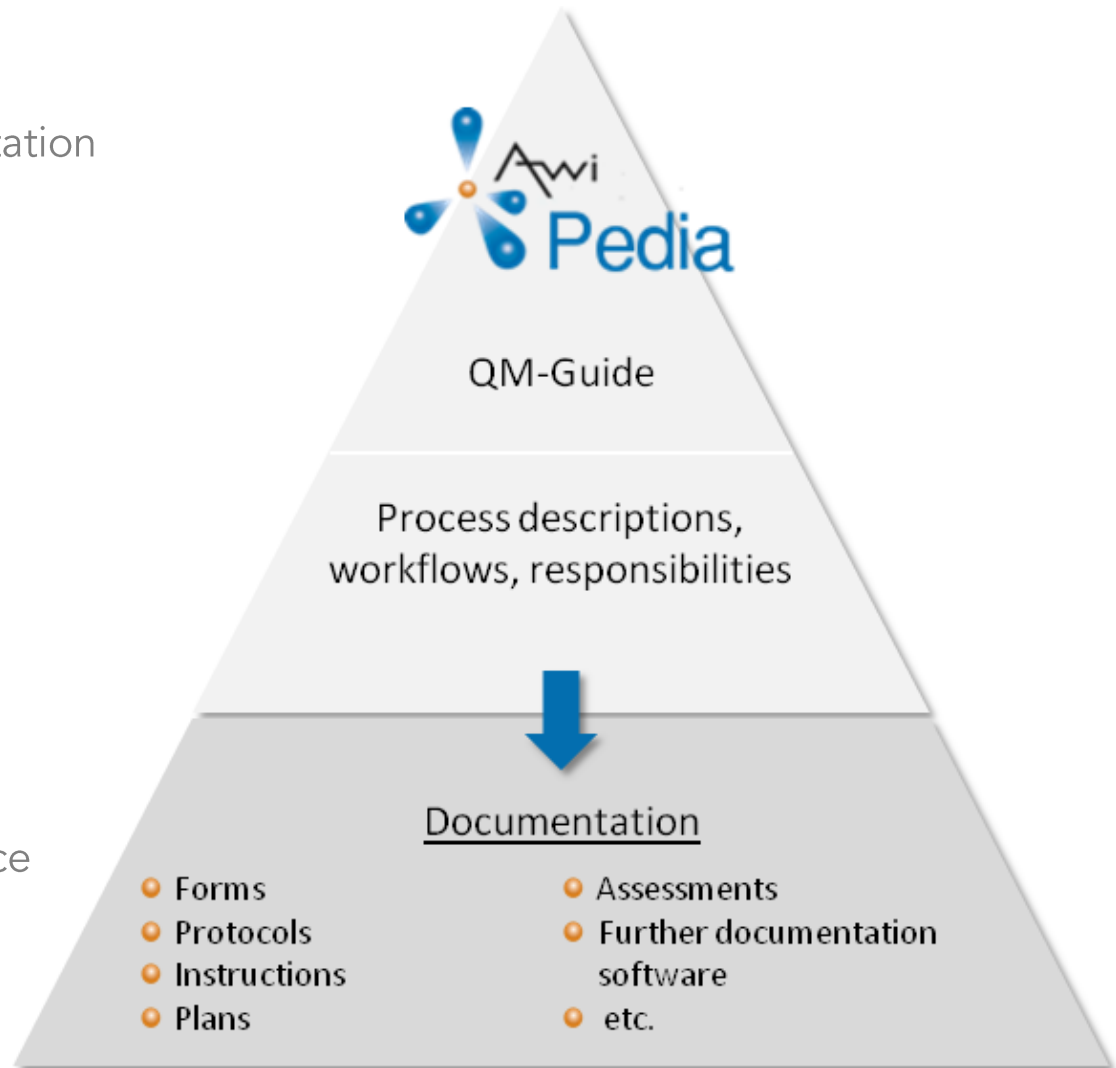 tation
Awi
Pedia
QM-Guide
Process descriptions,
workflows, responsibilities
Documentation
ce
Forms
Protocols
Instructions
Plans
Assessments
Further documentation
software
etc.